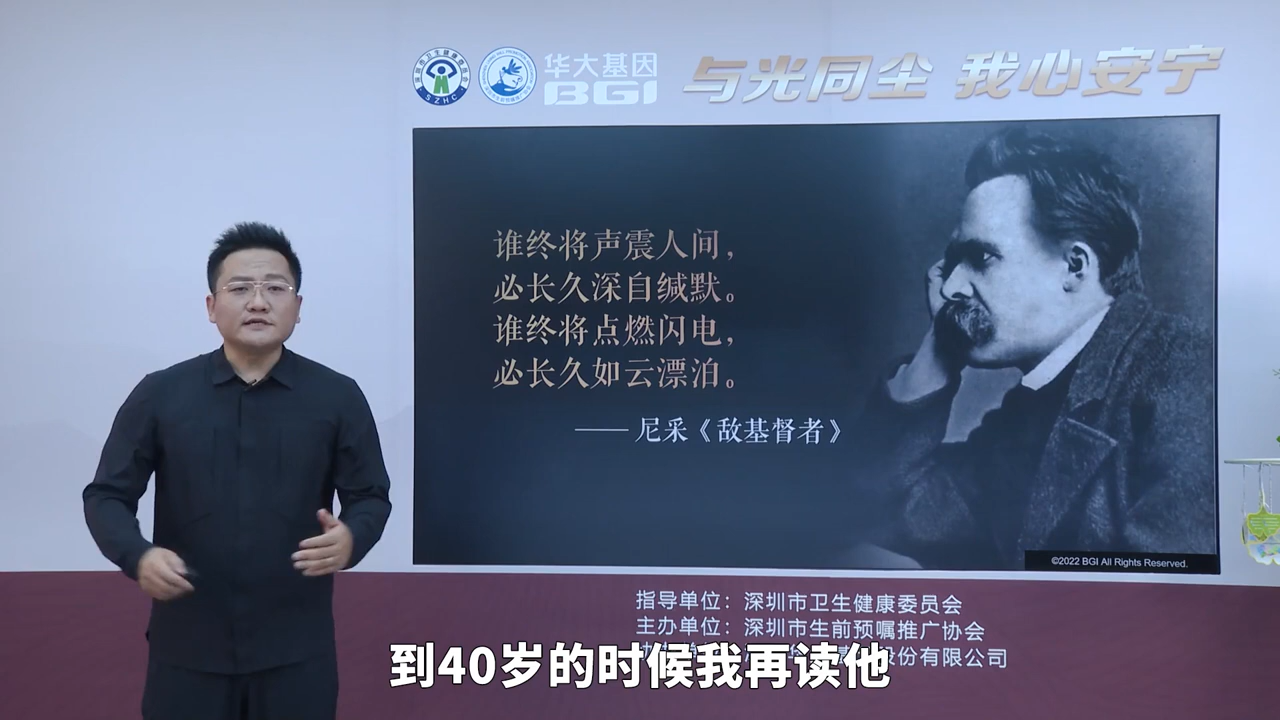 SZHC
华大基因
BGI
与光同尘 我心安宁
谁终将声震人间，
必长久深自缄默。
谁终将点燃闪电，
必长久如云漂泊。
—— 尼采《敌基督者》
©2022 BGI All Rights Reserved.
指导单位：深圳市卫生健康委员会
主办单位：深圳市生前预嘱推广协会
股份有限公司
到40岁的时候我再读他